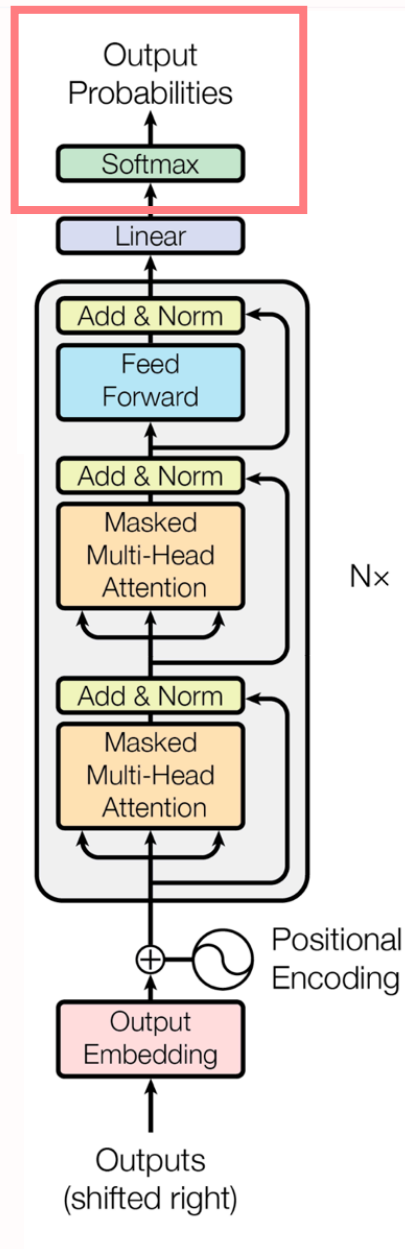 Output
Probabilities
Softmax
Linear
Add & Norm
Feed
Forward
Add & Norm
Masked
Multi-Head
Attention
N×
Add & Norm
Masked
Multi-Head
Attention
Positional
Encoding
Output
Embedding
Outputs
(shifted right)